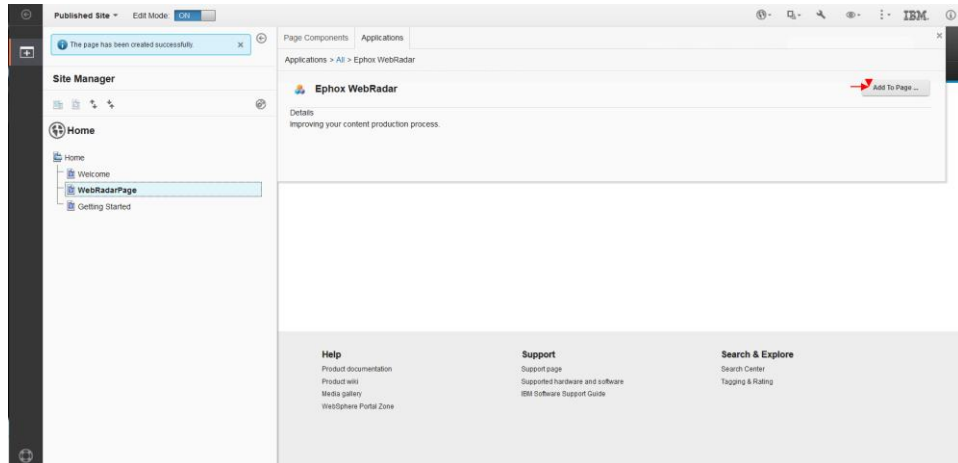 Published Site
Edit Mode: ON
IBM.
The page has been created successfully.
Page Components
Applications
Applications > All > Ephox WebRadar
Site Manager
Ephox WebRadar
Add To Page ...
Details
Improving your content production process.
Home
Home
Welcome
WebRadarPage
Getting Started
Help
Support
Search & Explore
Product documentation
Support page
Search Center
Product wiki
Supported hardware and software
Tagging & Rating
Media gallery
IBM Software Support Guide
WebSphere Portal Zone